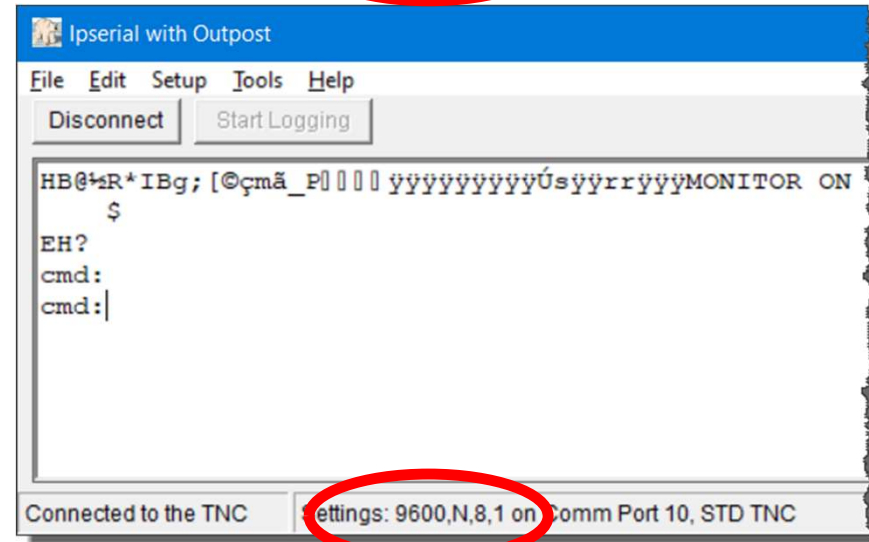 Ipserial with Outpost
File Edit Setup Tools Help
Disconnect Start Logging
HB@½R*IBg;[©çmã_P▯▯▯▯ ÿÿÿÿÿÿÿÿÿÚsÿÿrrÿÿÿMONITOR ON
$
EH?
cmd:
cmd:
Connected to the TNC Settings: 9600,N,8,1 on Comm Port 10, STD TNC